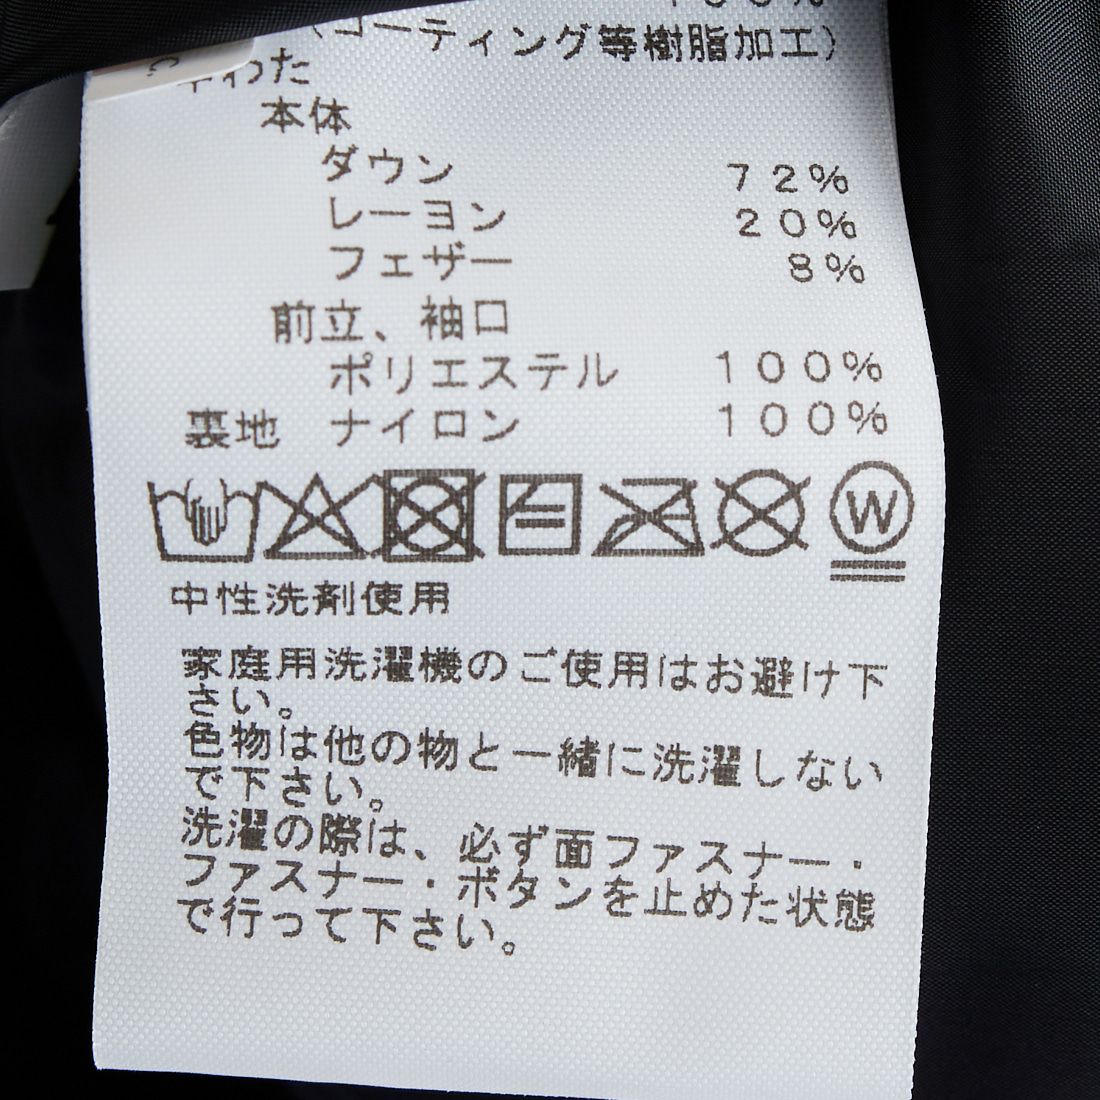 100%
(コーティング等樹脂加工)
C.
中わた
本体
ダウン 72%
レーヨン 20%
フェザー 8%
前立、袖口
ポリエステル 100%
裏地 ナイロン 100%
W
中性洗剤使用
家庭用洗濯機のご使用はお避け下
さい。
色物は他の物と一緒に洗濯しない
で下さい。
洗濯の際は、必ず面ファスナー・
ファスナー・ボタンを止めた状態
で行って下さい。